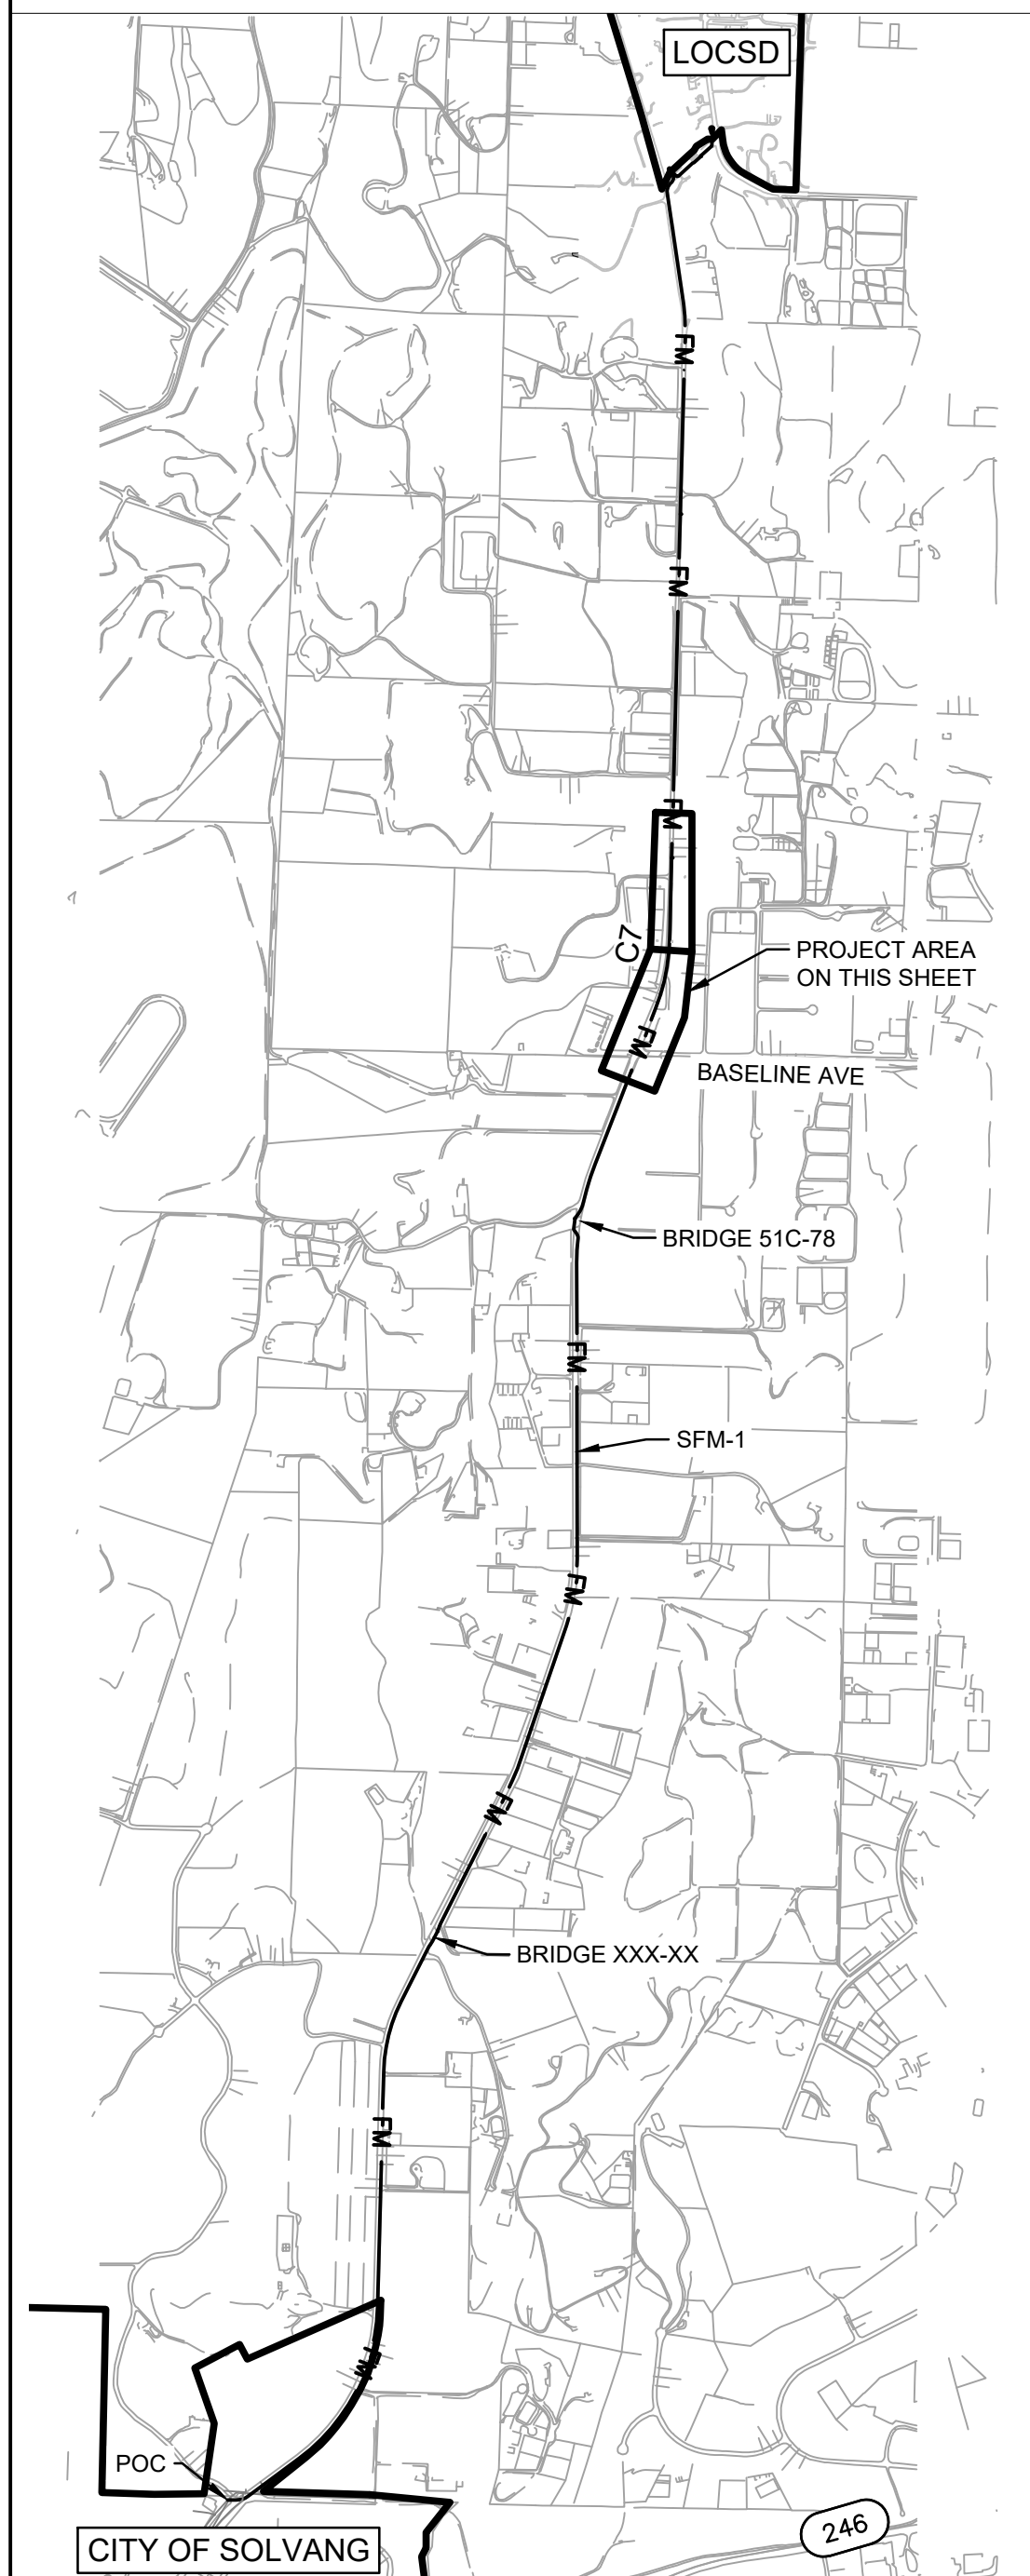 LOCSD
FM
FM
FM
C7
PROJECT AREA
ON THIS SHEET
FM
BASELINE AVE
BRIDGE 51C-78
FM
SFM-1
FM
FM
BRIDGE XXX-XX
FM
FM
POC
246
CITY OF SOLVANG